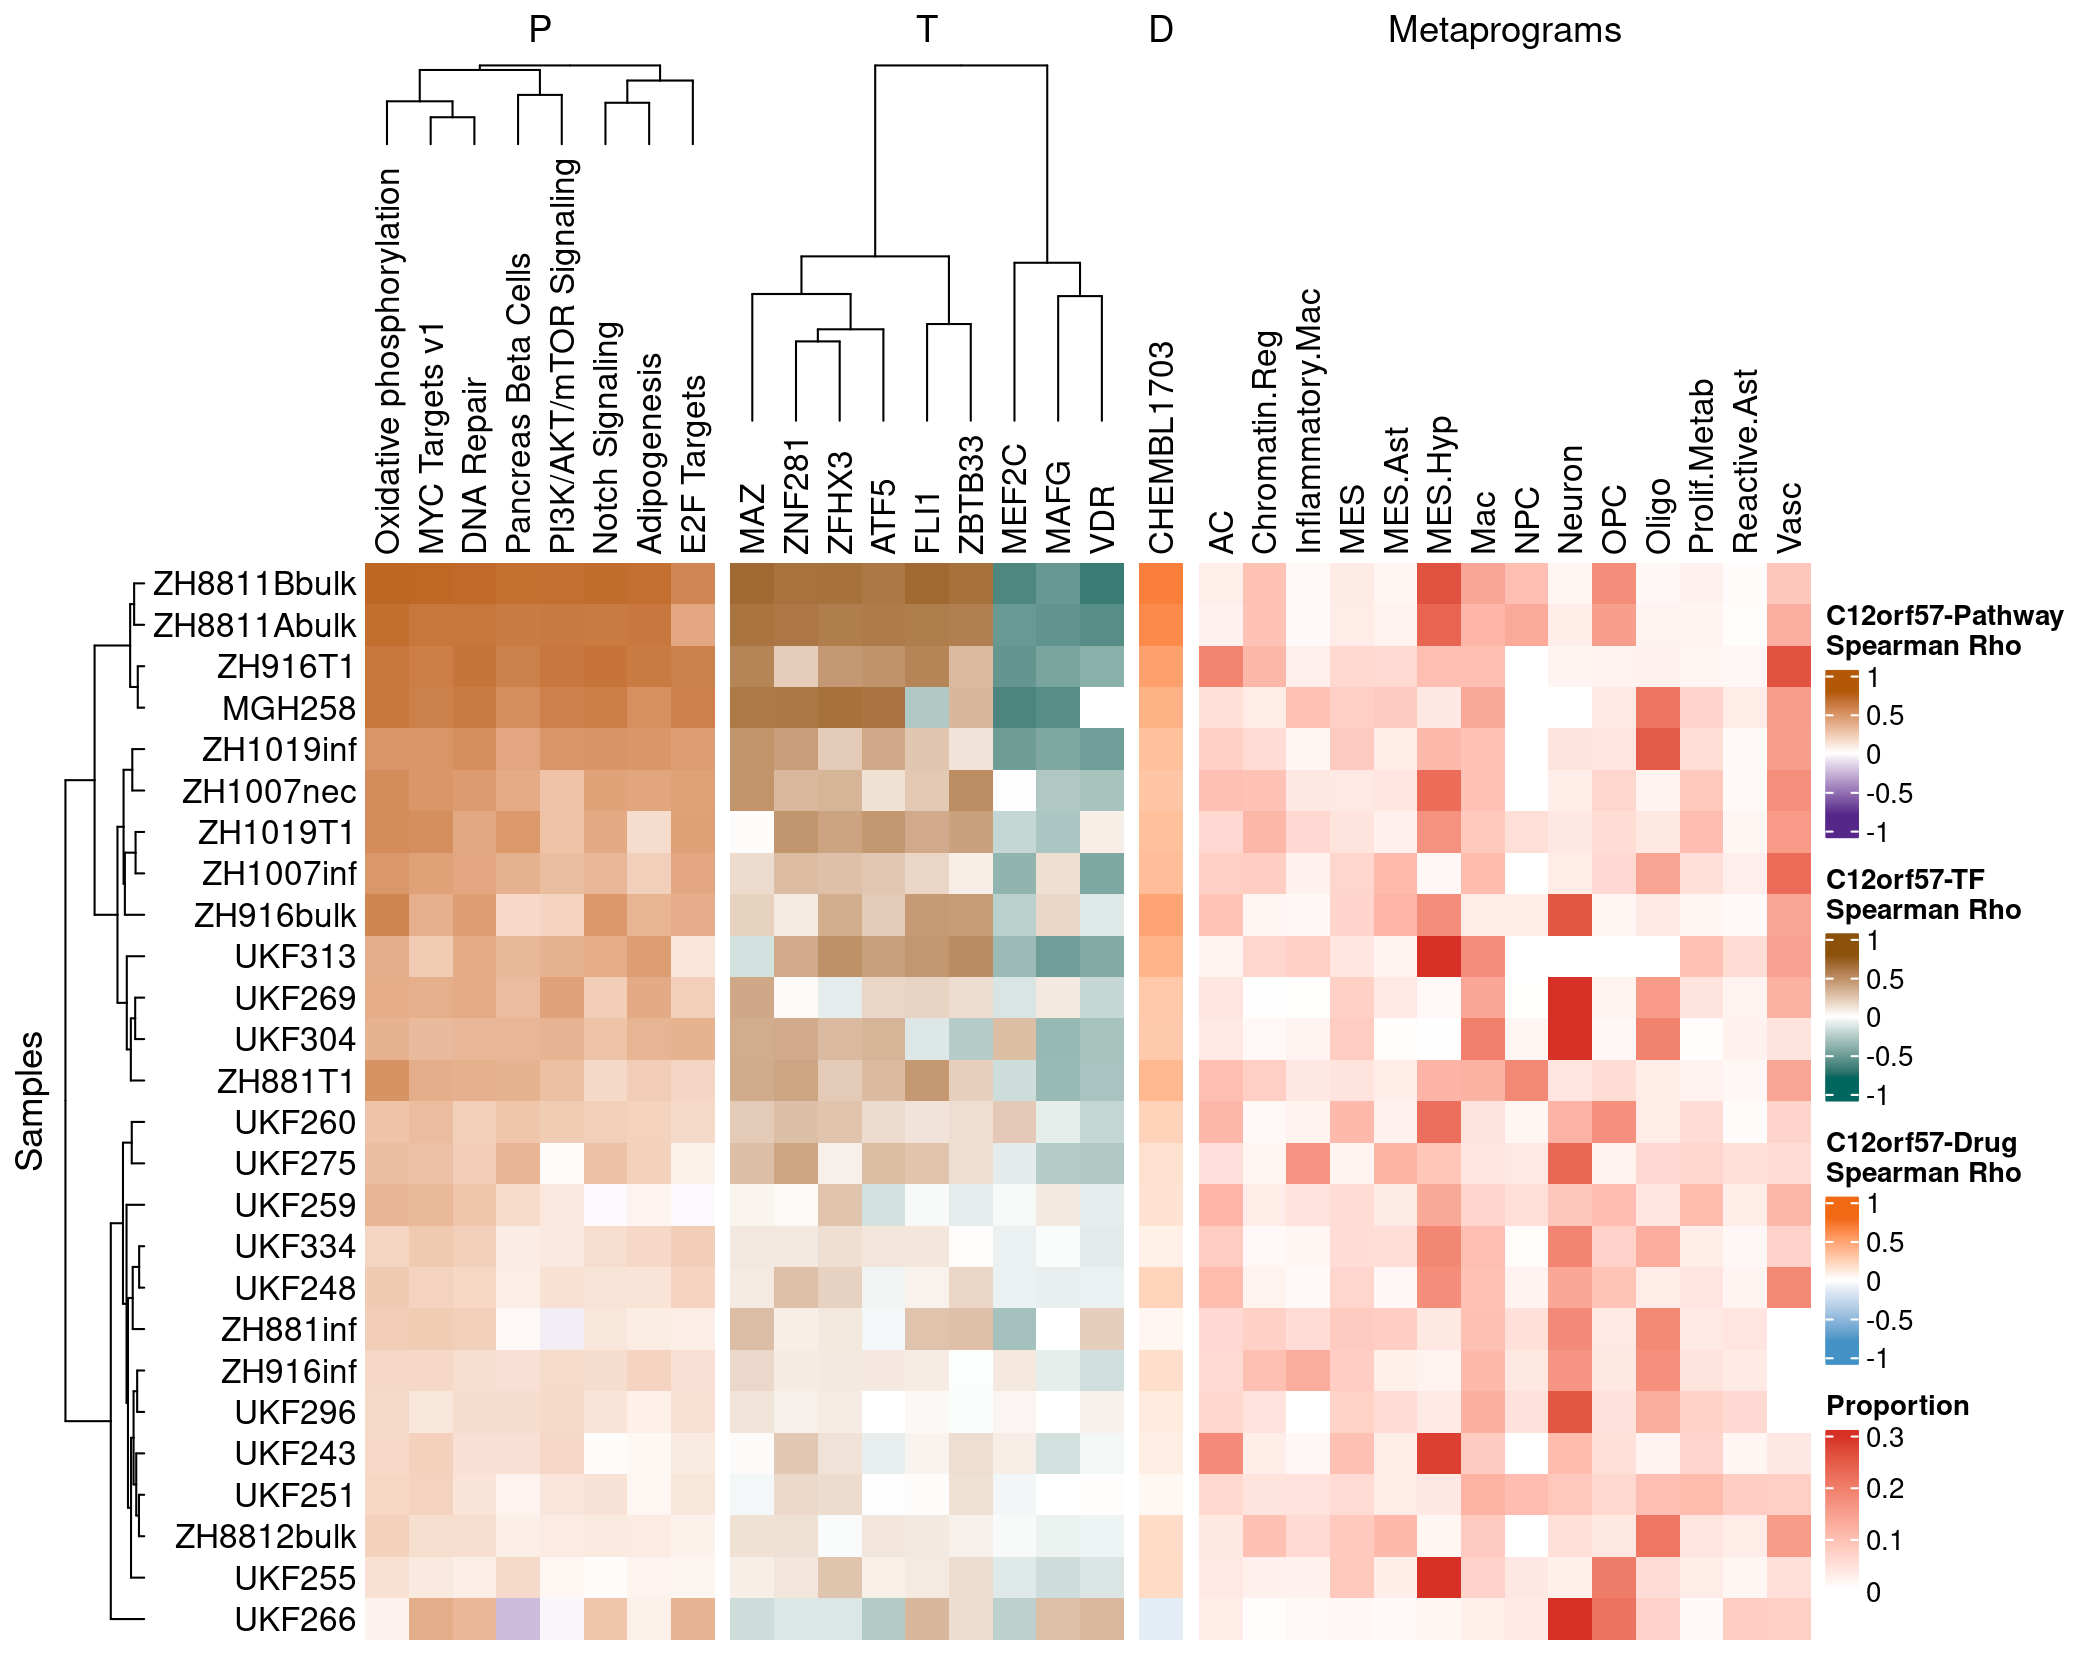 P
T
D
Metaprograms
Oxidative phosphorylation
MYC Targets v1
DNA Repair
Pancreas Beta Cells
PI3K/AKT/mTOR Signaling
Notch Signaling
Adipogenesis
E2F Targets
MAZ
ZNF281
ZFHX3
ATF5
FLI1
ZBTB33
MEF2C
MAFG
VDR
CHEMBL1703
AC
Chromatin.Reg
Inflammatory.Mac
MES
MES.Ast
MES.Hyp
Mac
NPC
Neuron
OPC
Oligo
Prolif.Metab
Reactive.Ast
Vasc
Samples
ZH8811Bbulk
ZH8811Abulk
ZH916T1
MGH258
ZH1019inf
ZH1007nec
ZH1019T1
ZH1007inf
ZH916bulk
UKF313
UKF269
UKF304
ZH881T1
UKF260
UKF275
UKF259
UKF334
UKF248
ZH881inf
ZH916inf
UKF296
UKF243
UKF251
ZH8812bulk
UKF255
UKF266
C12orf57-Pathway
Spearman Rho
1
0.5
0
-0.5
-1
C12orf57-TF
Spearman Rho
1
0.5
0
-0.5
-1
C12orf57-Drug
Spearman Rho
1
0.5
0
-0.5
-1
Proportion
0.3
0.2
0.1
0